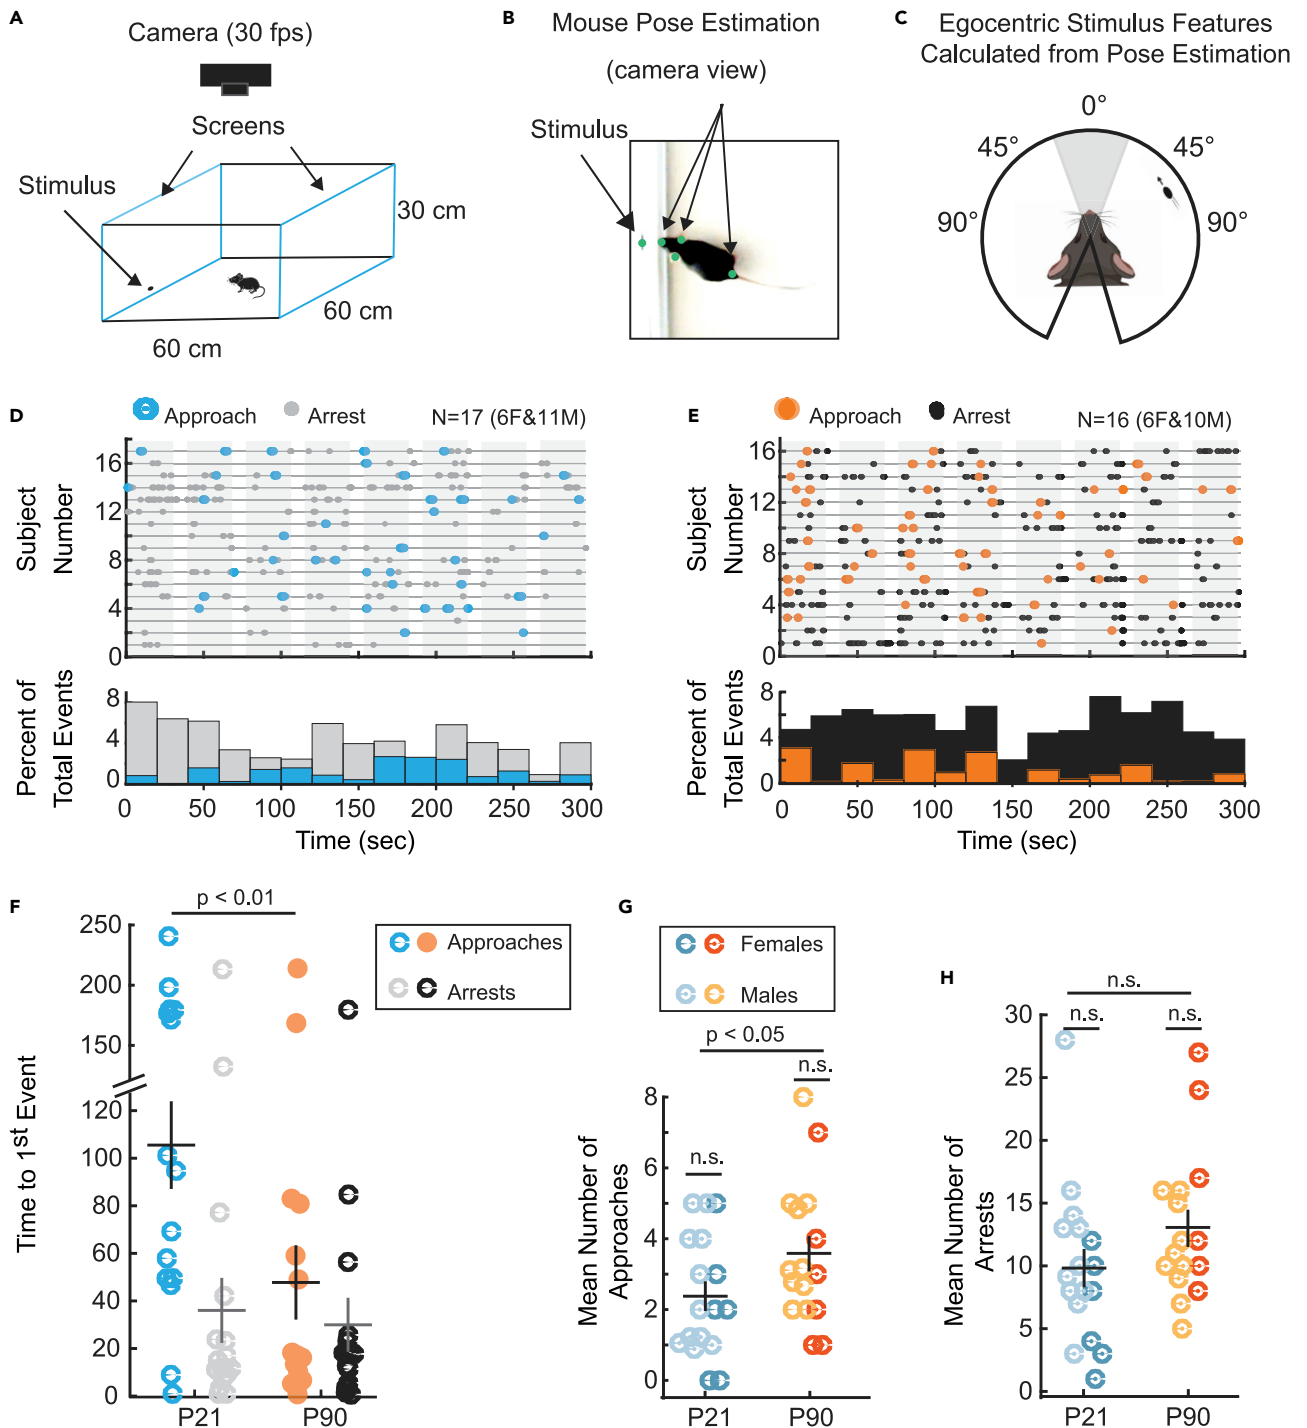 A
Camera (30 fps)
Screens
Stimulus
30 cm
60 cm
60 cm
B
Mouse Pose Estimation
(camera view)
Stimulus
C
Egocentric Stimulus Features
Calculated from Pose Estimation
0°
45°
45°
90°
90°
D
Approach
Arrest
N=17 (6F&11M)
Subject
Number
16
12
8
4
0
Percent of
Total Events
8
4
0
0
50
100
150
200
250
300
Time (sec)
E
Approach
Arrest
N=16 (6F&10M)
Subject
Number
16
12
8
4
0
Percent of
Total Events
8
4
0
0
50
100
150
200
250
300
Time (sec)
F
p < 0.01
Approaches
Arrests
Time to 1st Event
250
200
150
120
100
80
60
40
20
0
P21
P90
G
Females
Males
p < 0.05
n.s.
n.s.
Mean Number of
Approaches
8
6
4
2
0
P21
P90
H
n.s.
n.s.
n.s.
Mean Number of
Arrests
30
25
20
15
10
5
0
P21
P90